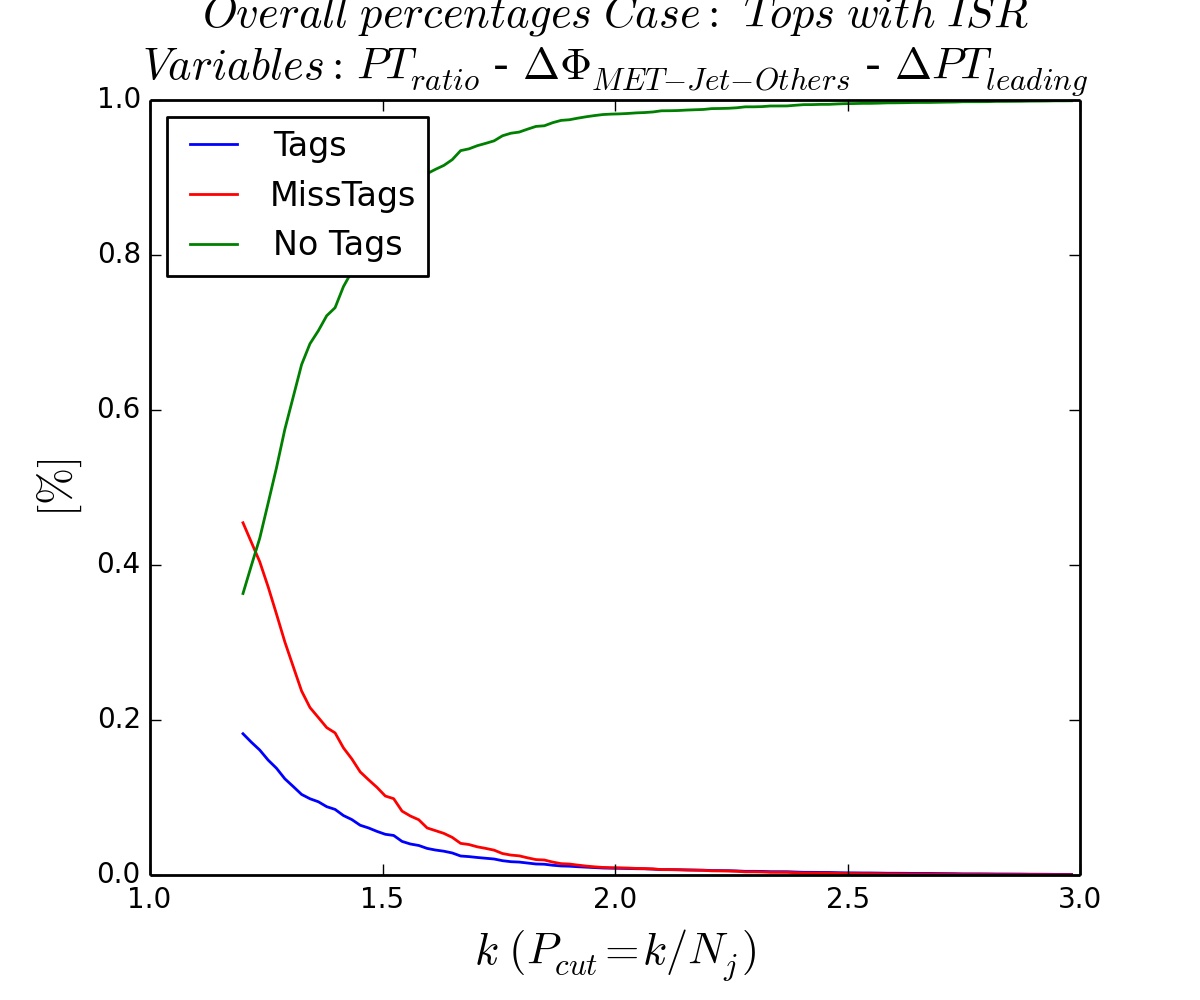 Overall percentages Case: Tops with ISR
Variables: PT_ratio - ΔΦ_MET−Jet−Others - ΔPT_leading
1.0
0.8
0.6
0.4
0.2
0.0
[%]
Tags
MissTags
No Tags
1.0 1.5 2.0 2.5 3.0
k (P_cut = k/N_j)